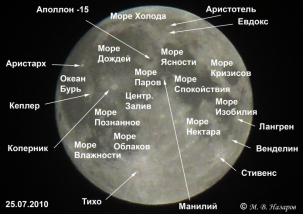 Аполлон -15
Море Холода
Аристотель
Евдокс
Море
Дождей
Море
Ясности
Море
Кризисов
Аристарх
Океан
Бурь
Море
Паров
Море
Спокойствия
Кеплер
Центр.
Залив
Море
Изобилия
Море
Познанное
Море
Нектара
Лангрен
Коперник
Море
Облаков
Венделин
Море
Влажности
Стивенс
Тихо
Манилий
25.07.2010
© М. В. Назаров